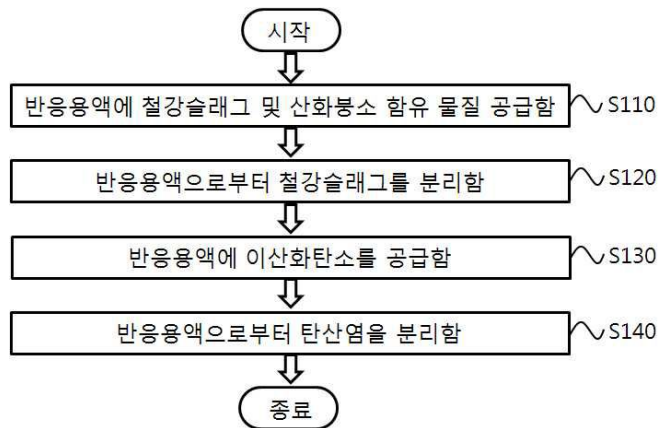 시작
반응용액에 철강슬래그 및 산화붕소 함유 물질 공급함 S110
반응용액으로부터 철강슬래그를 분리함 S120
반응용액에 이산화탄소를 공급함 S130
반응용액으로부터 탄산염을 분리함 S140
종료